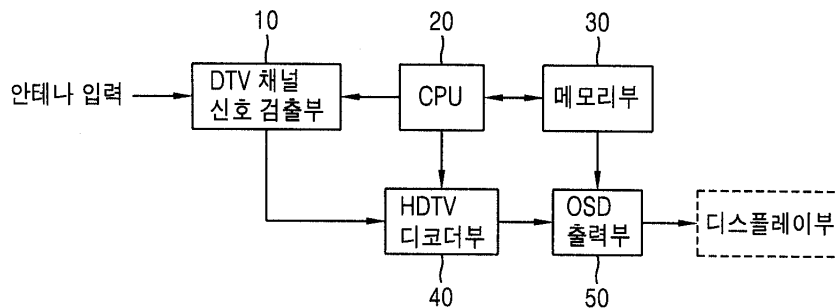 10
20
30
안테나 입력
DTV 채널
신호 검출부
CPU
메모리부
HDTV
디코더부
OSD
출력부
디스플레이부
40
50